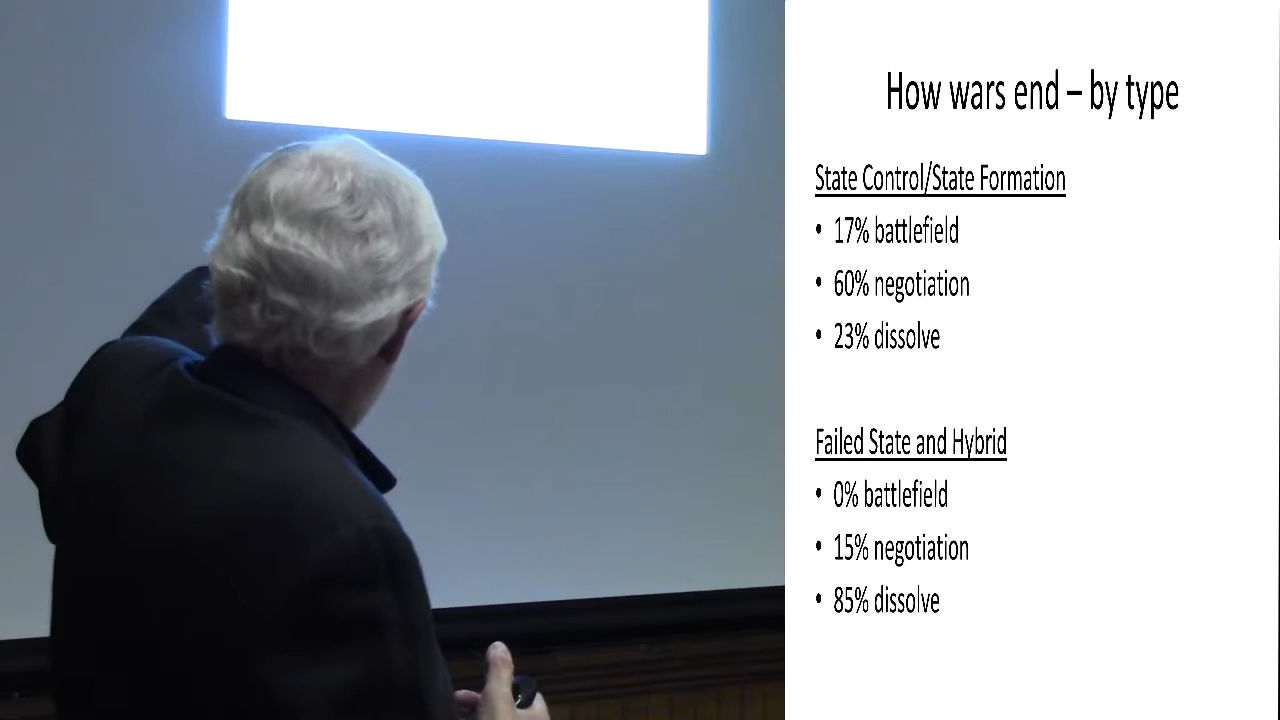 How wars end – by type
State Control/State Formation
• 17% battlefield
• 60% negotiation
• 23% dissolve
Failed State and Hybrid
• 0% battlefield
• 15% negotiation
• 85% dissolve